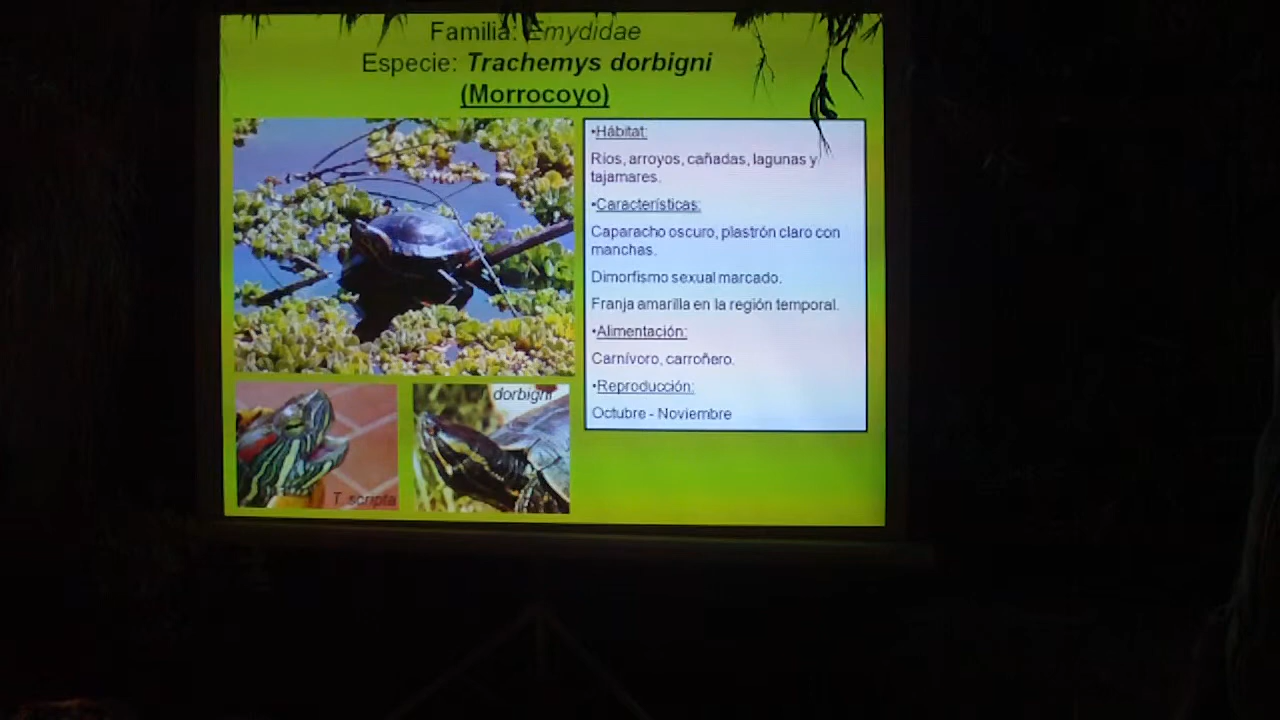 Familia: Emydidae
Especie: Trachemys dorbigni
(Morrocoyo)
•Hábitat:
Ríos, arroyos, cañadas, lagunas y
tajamares.
•Características:
Caparacho oscuro, plastrón claro con
manchas.
Dimorfismo sexual marcado.
Franja amarilla en la región temporal.
•Alimentación:
Carnívoro, carroñero.
•Reproducción:
Octubre - Noviembre
dorbigni
T. scripta